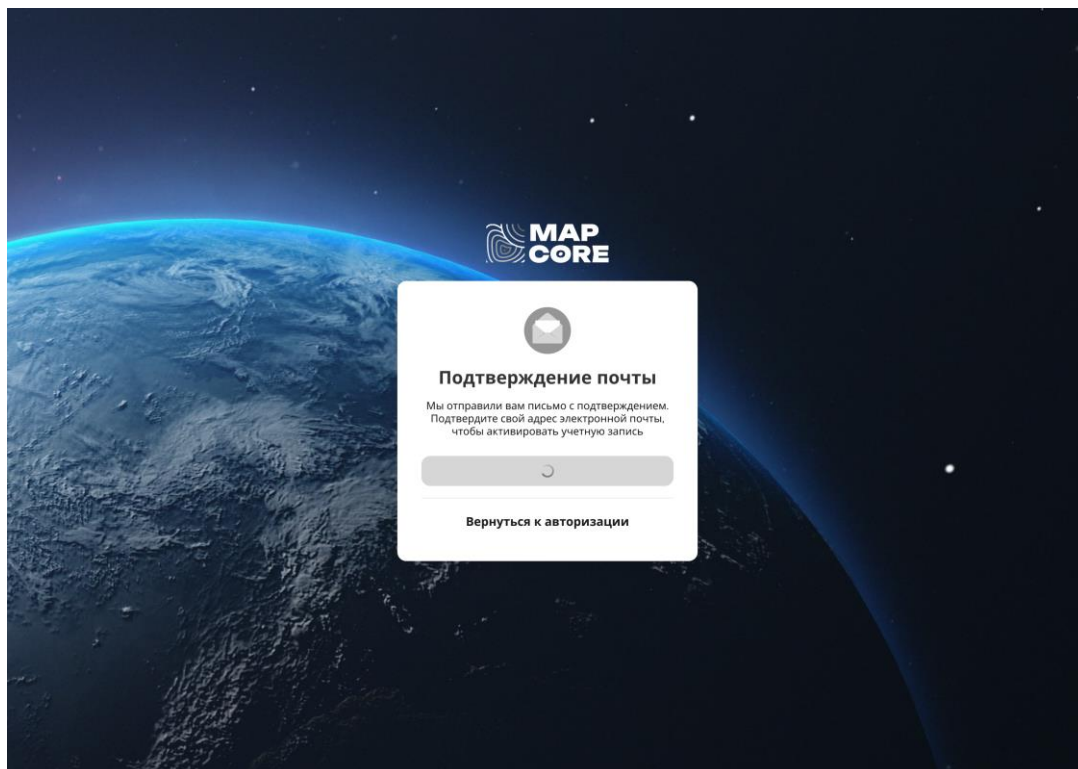 MAP
CORE
Подтверждение почты
Мы отправили вам письмо с подтверждением.
Подтвердите свой адрес электронной почты,
чтобы активировать учетную запись
Вернуться к авторизации